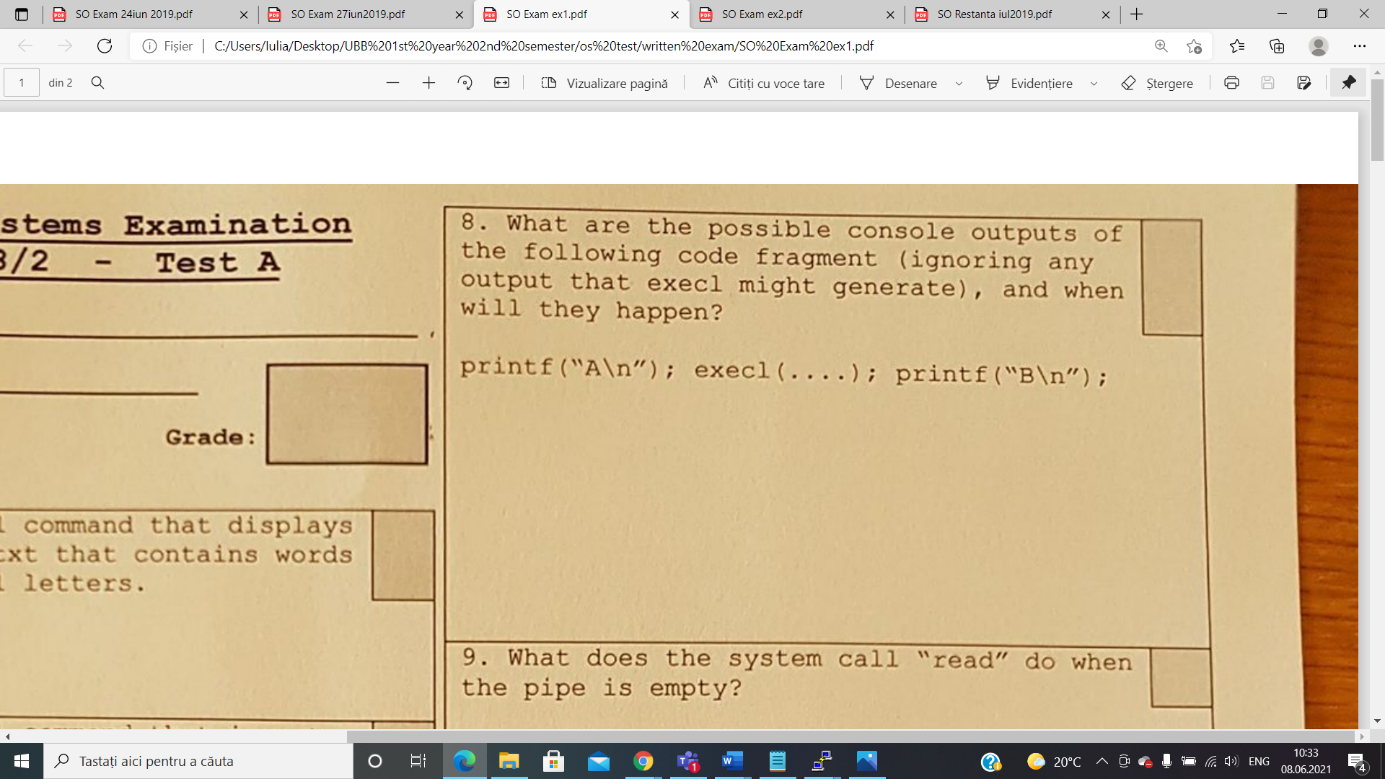 SO Exam 24iun 2019.pdf
SO Exam 27iun2019.pdf
SO Exam ex1.pdf
SO Exam ex2.pdf
SO Restanta iul2019.pdf
Fișier
C:/Users/Iulia/Desktop/UBB%201st%20year%202nd%20semester/os%20test/written%20exam/SO%20Exam%20ex1.pdf
1 din 2
Vizualizare pagină
Citiți cu voce tare
Desenare
Evidențiere
Ștergere
stems Examination
3/2 - Test A
Grade:
l command that displays
txt that contains words
l letters.
8. What are the possible console outputs of
the following code fragment (ignoring any
output that execl might generate), and when
will they happen?
printf(“A\n”); execl(....); printf(“B\n”);
9. What does the system call “read” do when
the pipe is empty?
Tastați aici pentru a căuta
20°C
ENG
10:33
08.06.2021
4